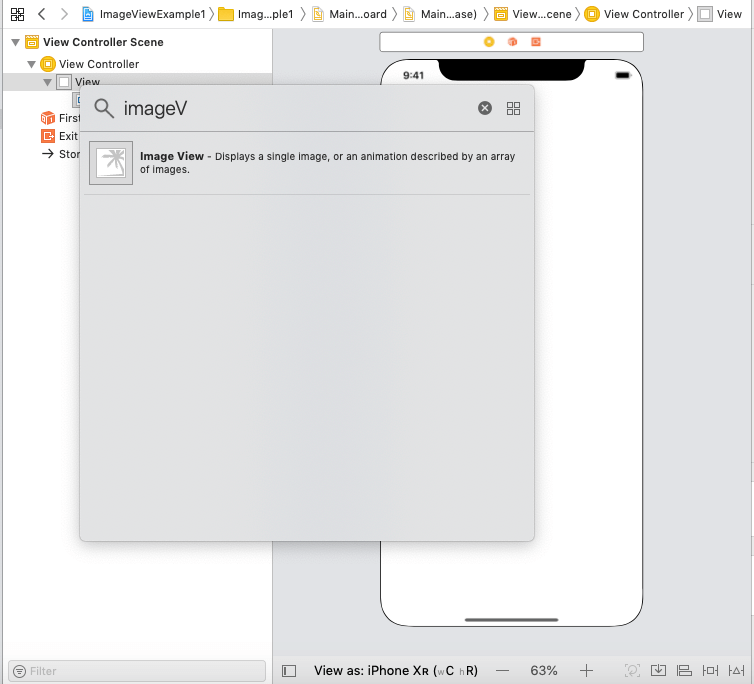 ImageViewExample1 Imag...ple1 Main...oard Main...ase) View...cene View Controller View
View Controller Scene
View Controller
View
First
Exit
Stor
imageV
Image View - Displays a single image, or an animation described by an array
of images.
9:41
Filter
View as: iPhone XR (wC hR) 63%